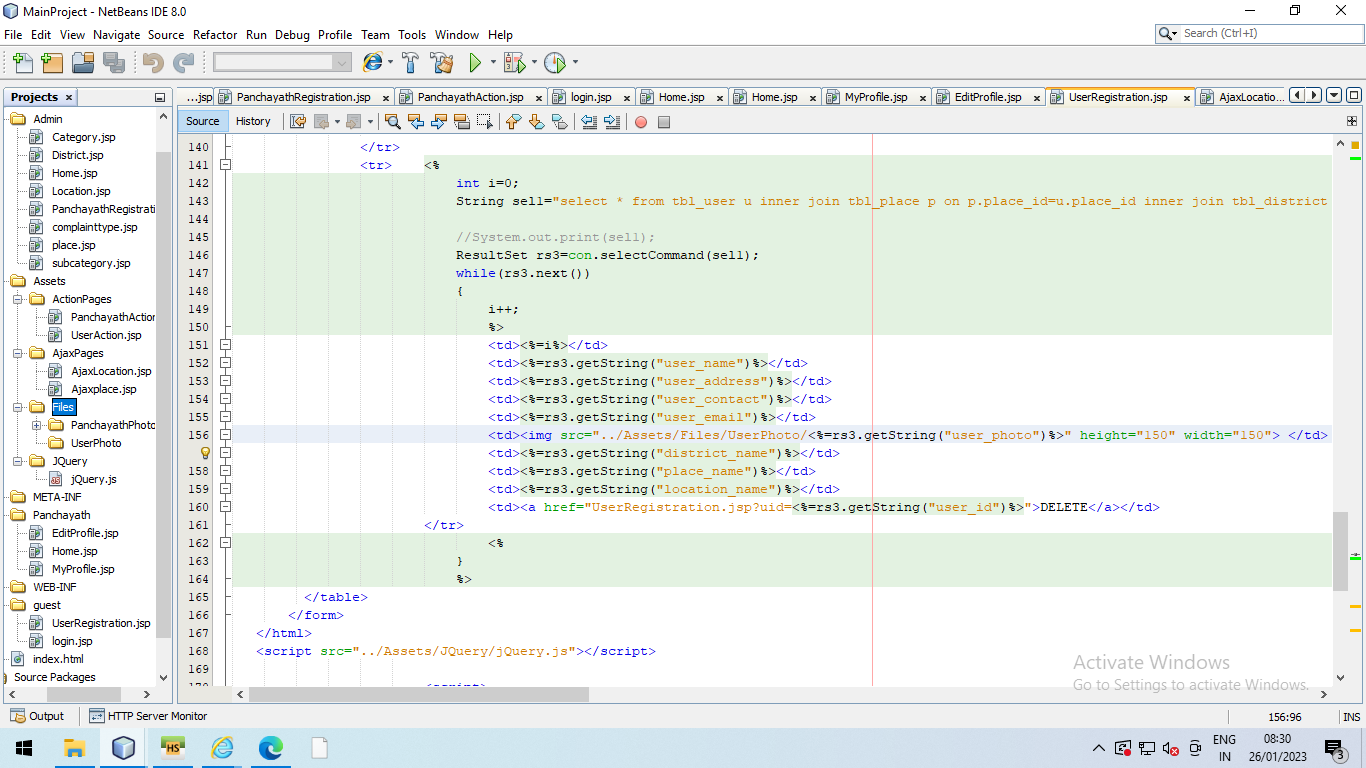 MainProject - NetBeans IDE 8.0
File Edit View Navigate Source Refactor Run Debug Profile Team Tools Window Help
Search (Ctrl+I)
Projects
...jsp PanchayathRegistration.jsp PanchayathAction.jsp login.jsp Home.jsp Home.jsp MyProfile.jsp EditProfile.jsp UserRegistration.jsp AjaxLocatio...
Source History
Admin
Category.jsp
District.jsp
Home.jsp
Location.jsp
PanchayathRegistrati
complainttype.jsp
place.jsp
subcategory.jsp
Assets
ActionPages
PanchayathAction
UserAction.jsp
AjaxPages
AjaxLocation.jsp
Ajaxplace.jsp
Files
PanchayathPhoto
UserPhoto
JQuery
jQuery.js
META-INF
Panchayath
EditProfile.jsp
Home.jsp
MyProfile.jsp
WEB-INF
guest
UserRegistration.jsp
login.jsp
index.html
Source Packages
140 </tr>
141 <tr> <%
142 int i=0;
143 String sel1="select * from tbl_user u inner join tbl_place p on p.place_id=u.place_id inner join tbl_district
144
145 //System.out.print(sel1);
146 ResultSet rs3=con.selectCommand(sel1);
147 while(rs3.next())
148 {
149 i++;
150 %>
151 <td><%=i%></td>
152 <td><%=rs3.getString("user_name")%></td>
153 <td><%=rs3.getString("user_address")%></td>
154 <td><%=rs3.getString("user_contact")%></td>
155 <td><%=rs3.getString("user_email")%></td>
156 <td><img src="../Assets/Files/UserPhoto/<%=rs3.getString("user_photo")%>" height="150" width="150"> </td>
<td><%=rs3.getString("district_name")%></td>
158 <td><%=rs3.getString("place_name")%></td>
159 <td><%=rs3.getString("location_name")%></td>
160 <td><a href="UserRegistration.jsp?uid=<%=rs3.getString("user_id")%>">DELETE</a></td>
161 </tr>
162 <%
163 }
164 %>
165 </table>
166 </form>
167 </html>
168 <script src="../Assets/JQuery/jQuery.js"></script>
169
170 <script>
Activate Windows
Go to Settings to activate Windows.
Output HTTP Server Monitor
156:96 INS
HS
ENG
IN
08:30
26/01/2023
3